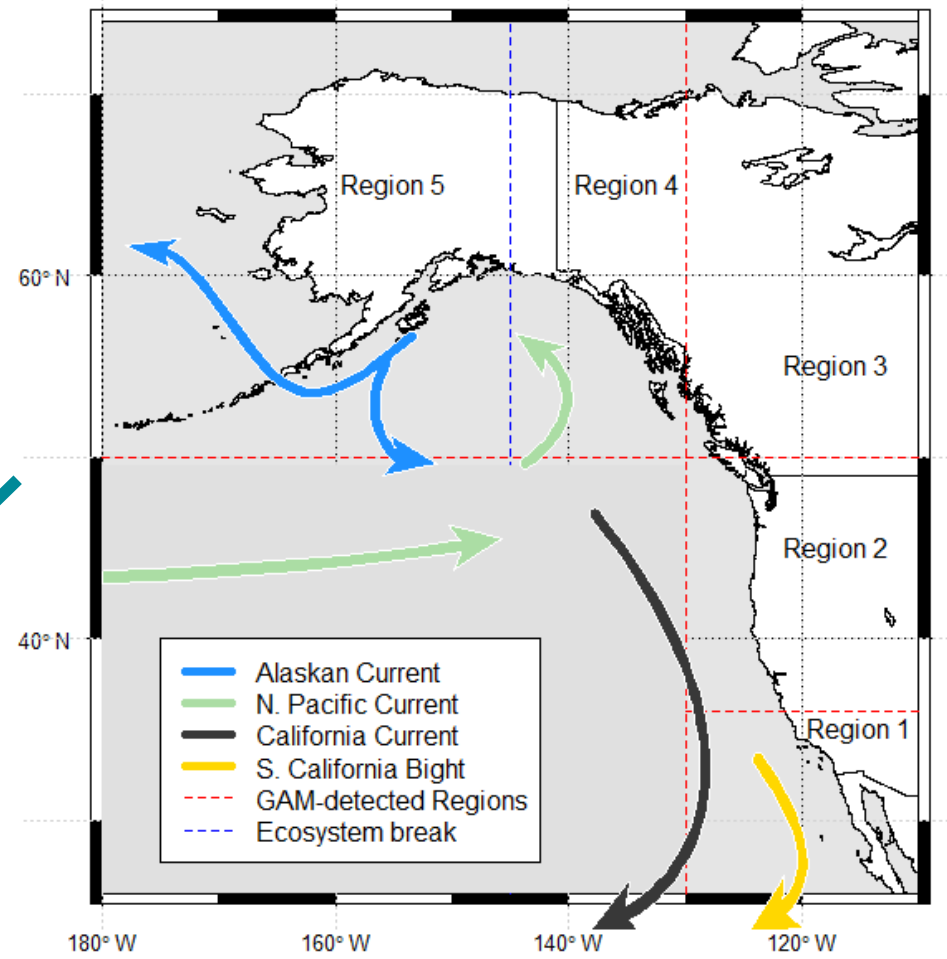 Region 5
Region 4
60° N
Region 3
Region 2
40° N
Region 1
Alaskan Current
N. Pacific Current
California Current
S. California Bight
GAM-detected Regions
Ecosystem break
180° W
160° W
140° W
120° W